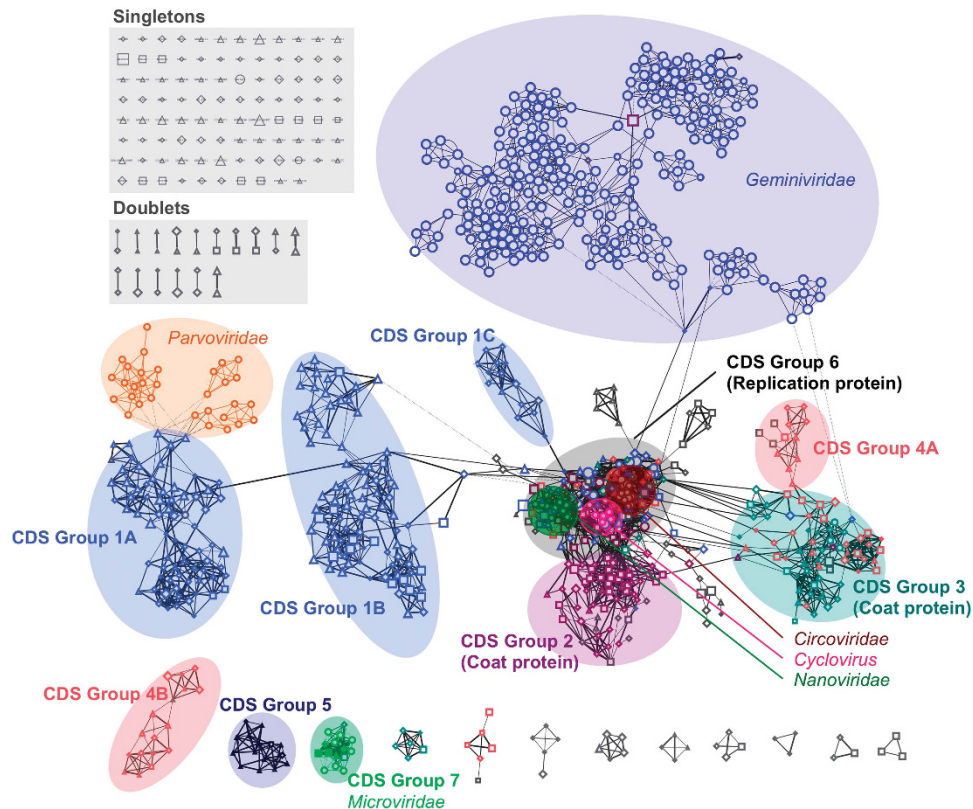 Singletons
Doublets
Geminiviridae
Parvoviridae
CDS Group 1C
CDS Group 6
(Replication protein)
CDS Group 4A
CDS Group 1A
CDS Group 1B
CDS Group 3
(Coat protein)
CDS Group 2
(Coat protein)
Circoviridae
Cyclovirus
Nanoviridae
CDS Group 4B
CDS Group 5
CDS Group 7
Microviridae